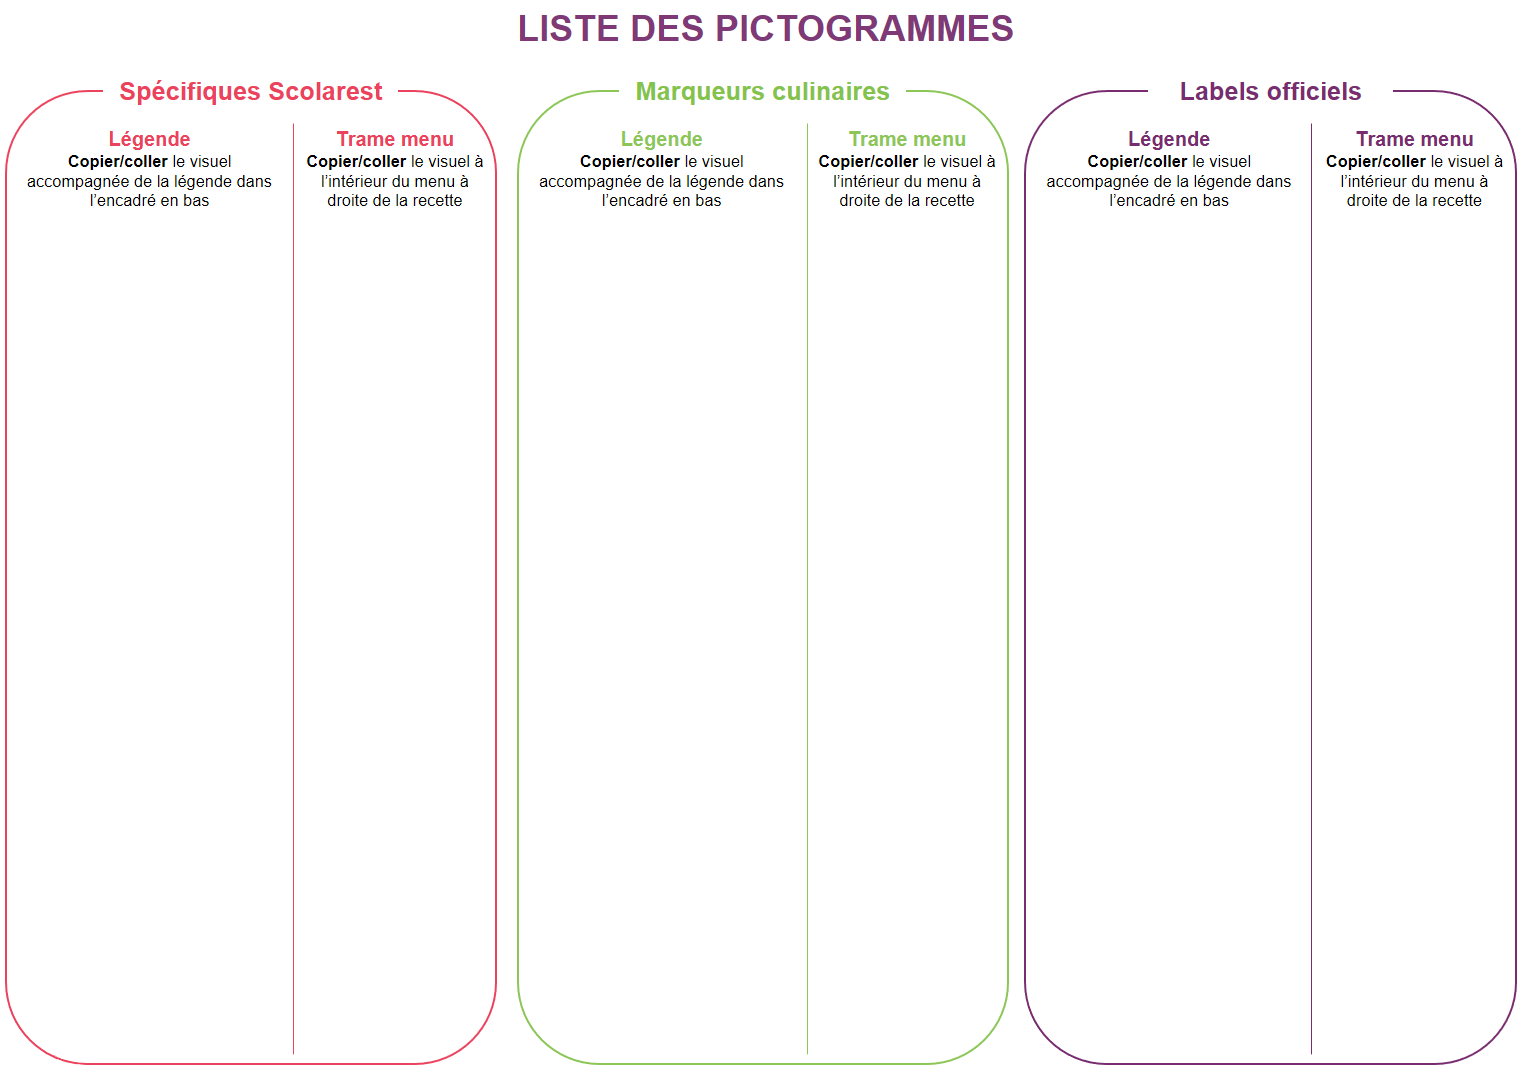 LISTE DES PICTOGRAMMES
Spécifiques Scolarest
Légende
Copier/coller le visuel
accompagnée de la légende dans
l’encadré en bas
Trame menu
Copier/coller le visuel à
l’intérieur du menu à
droite de la recette
Marqueurs culinaires
Légende
Copier/coller le visuel
accompagnée de la légende dans
l’encadré en bas
Trame menu
Copier/coller le visuel à
l’intérieur du menu à
droite de la recette
Labels officiels
Légende
Copier/coller le visuel
accompagnée de la légende dans
l’encadré en bas
Trame menu
Copier/coller le visuel à
l’intérieur du menu à
droite de la recette